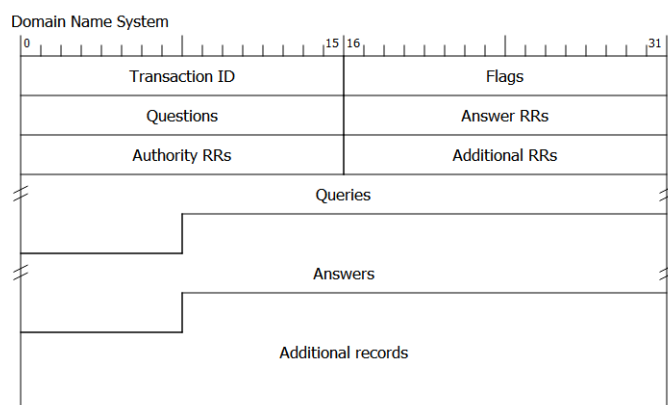 Domain Name System
0 15 16 31
Transaction ID Flags
Questions Answer RRs
Authority RRs Additional RRs
Queries
Answers
Additional records